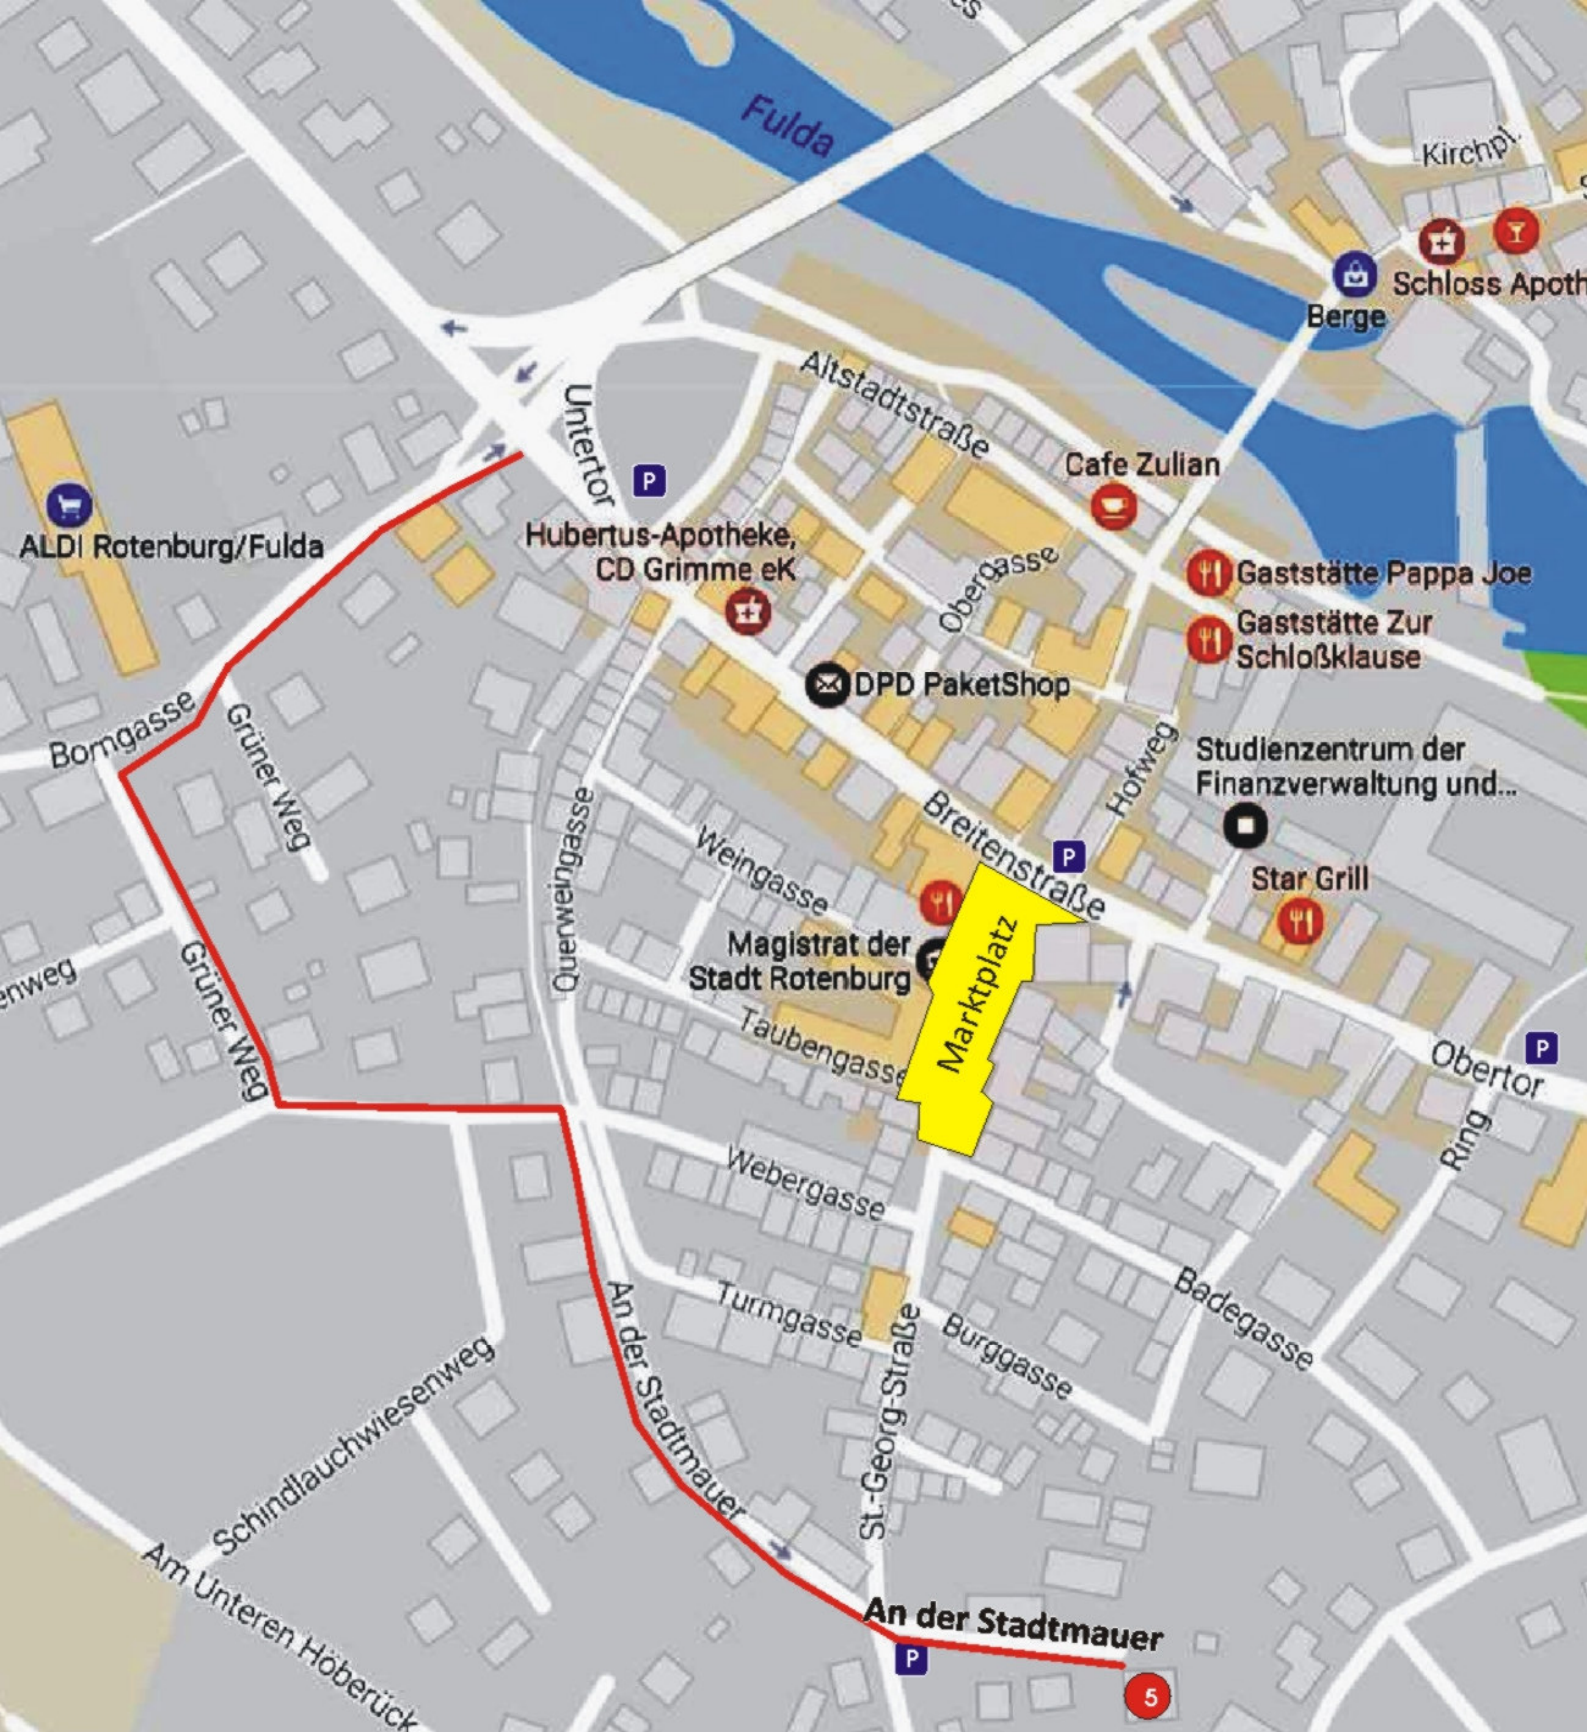 Fulda
Kirchpl.
Schloss Apoth
Berge
Untertor
P
Altstadtstraße
Cafe Zulian
ALDI Rotenburg/Fulda
Hubertus-Apotheke,
CD Grimme eK
Obergasse
Gaststätte Pappa Joe
Gaststätte Zur
Schloßklause
DPD PaketShop
Borngasse
Grüner Weg
Hofweg
Studienzentrum der
Finanzverwaltung und...
Querweingasse
Weingasse
Breitenstraße
P
Star Grill
Magistrat der
Stadt Rotenburg
Marktplatz
enweg
Grüner Weg
Taubengasse
Obertor
P
Ring
Webergasse
Turmgasse
Badegasse
An der Stadtmauer
St.-Georg-Straße
Burggasse
Schindlauchwiesenweg
Am Unteren Höberück
An der Stadtmauer
P
5